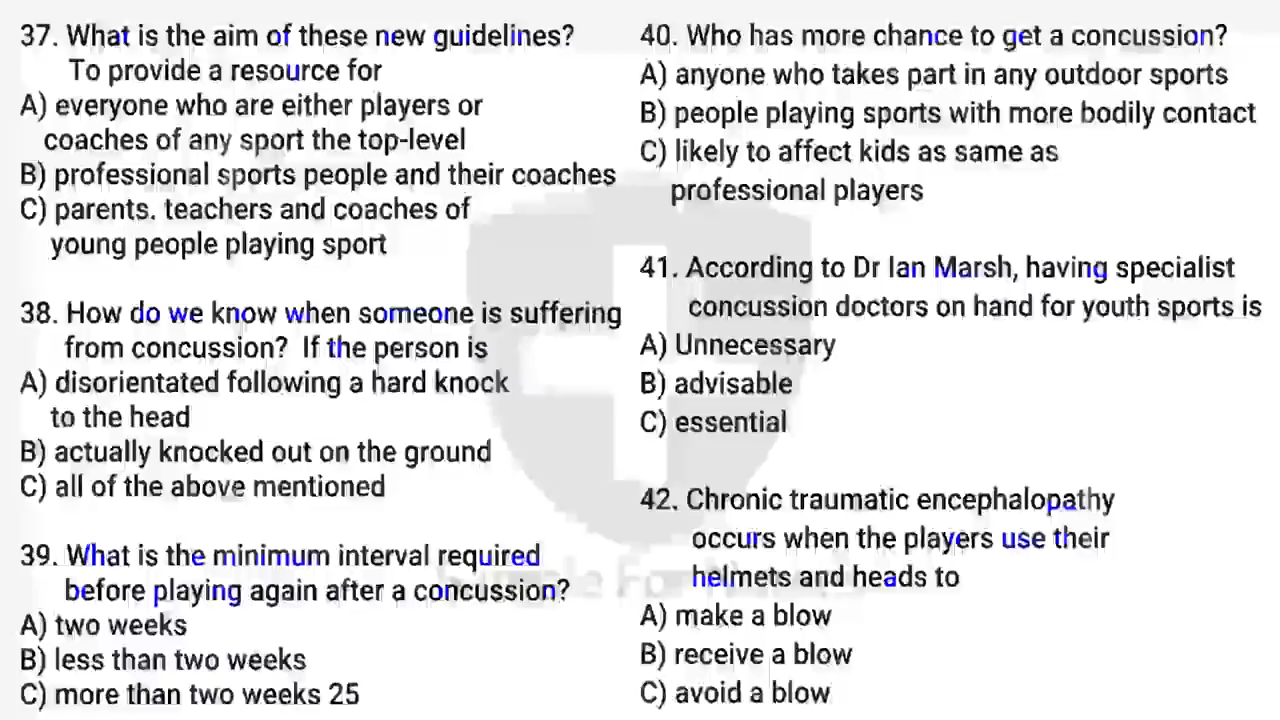 37. What is the aim of these new guidelines?
To provide a resource for
A) everyone who are either players or
coaches of any sport the top-level
B) professional sports people and their coaches
C) parents. teachers and coaches of
young people playing sport
38. How do we know when someone is suffering
from concussion? If the person is
A) disorientated following a hard knock
to the head
B) actually knocked out on the ground
C) all of the above mentioned
39. What is the minimum interval required
before playing again after a concussion?
A) two weeks
B) less than two weeks
C) more than two weeks 25
40. Who has more chance to get a concussion?
A) anyone who takes part in any outdoor sports
B) people playing sports with more bodily contact
C) likely to affect kids as same as
professional players
41. According to Dr Ian Marsh, having specialist
concussion doctors on hand for youth sports is
A) Unnecessary
B) advisable
C) essential
42. Chronic traumatic encephalopathy
occurs when the players use their
helmets and heads to
A) make a blow
B) receive a blow
C) avoid a blow